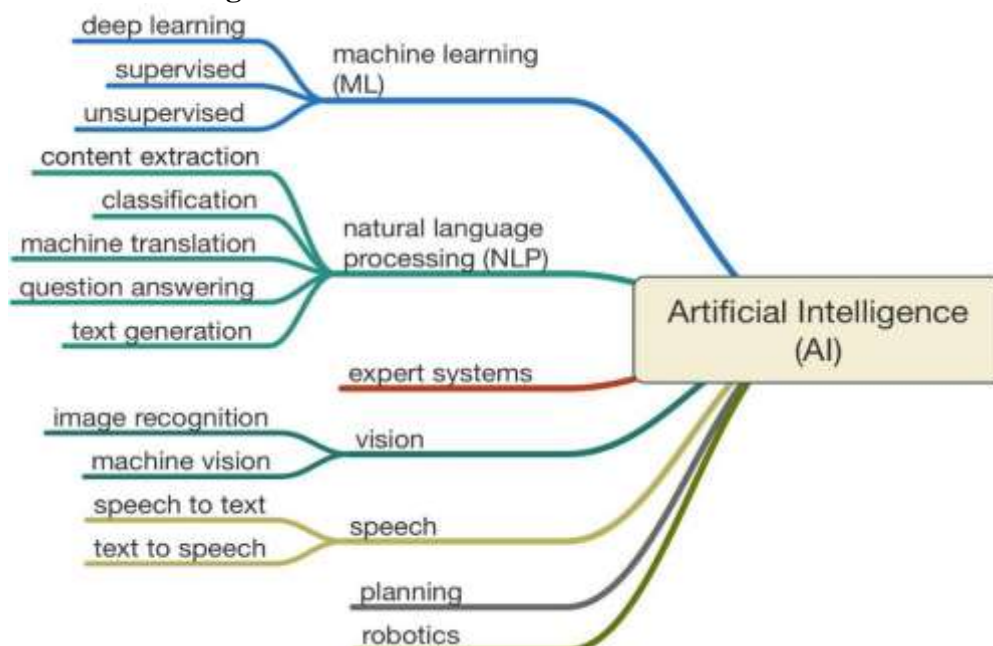 deep learning
supervised
unsupervised
machine learning
(ML)
content extraction
classification
machine translation
question answering
text generation
natural language
processing (NLP)
Artificial Intelligence
(AI)
expert systems
image recognition
machine vision
vision
speech to text
text to speech
speech
planning
robotics